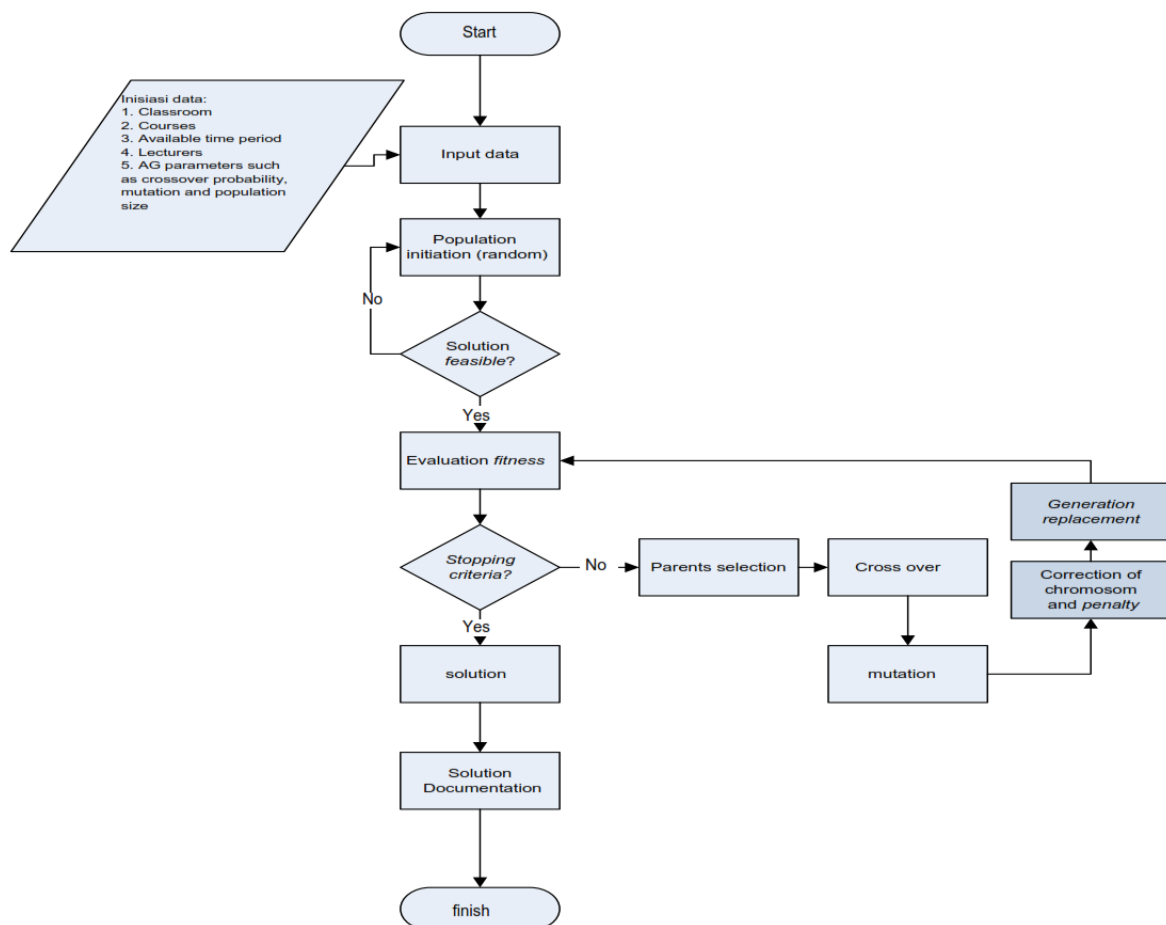 Start
Inisiasi data:
1. Classroom
2. Courses
3. Available time period
4. Lecturers
5. AG parameters such
as crossover probability,
mutation and population
size
Input data
Population
initiation (random)
No
Solution
feasible?
Yes
Evaluation fitness
Generation
replacement
Stopping
criteria?
No
Parents selection
Cross over
Correction of
chromosom
and penalty
Yes
solution
mutation
Solution
Documentation
finish